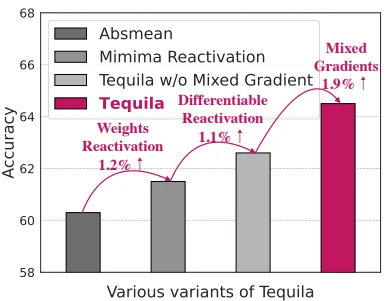 68
66
64
62
60
58
Accuracy
Absmean
Mimima Reactivation
Tequila w/o Mixed Gradient
Tequila
Weights
Reactivation
1.2% ↑
Differentiable
Reactivation
1.1% ↑
Mixed
Gradients
1.9% ↑
Various variants of Tequila